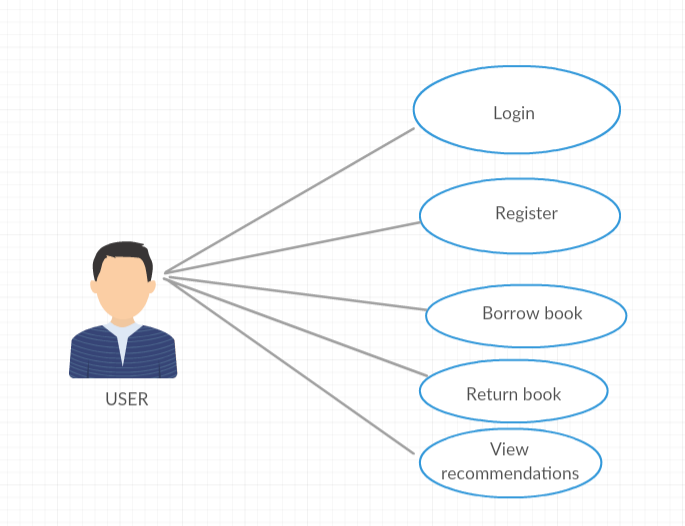 Login
Register
Borrow book
Return book
View
recommendations
USER